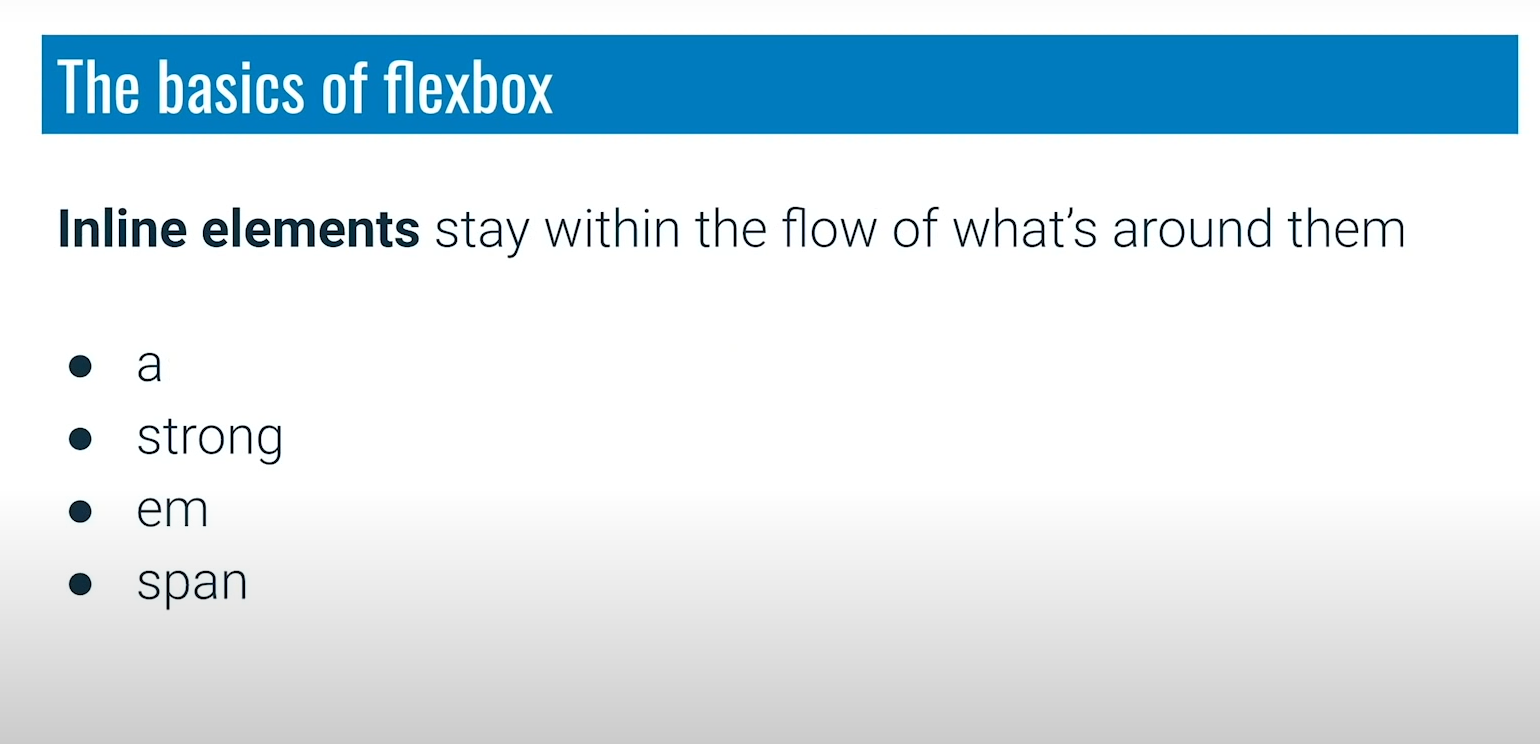 The basics of flexbox
Inline elements stay within the flow of what’s around them
● a
● strong
● em
● span